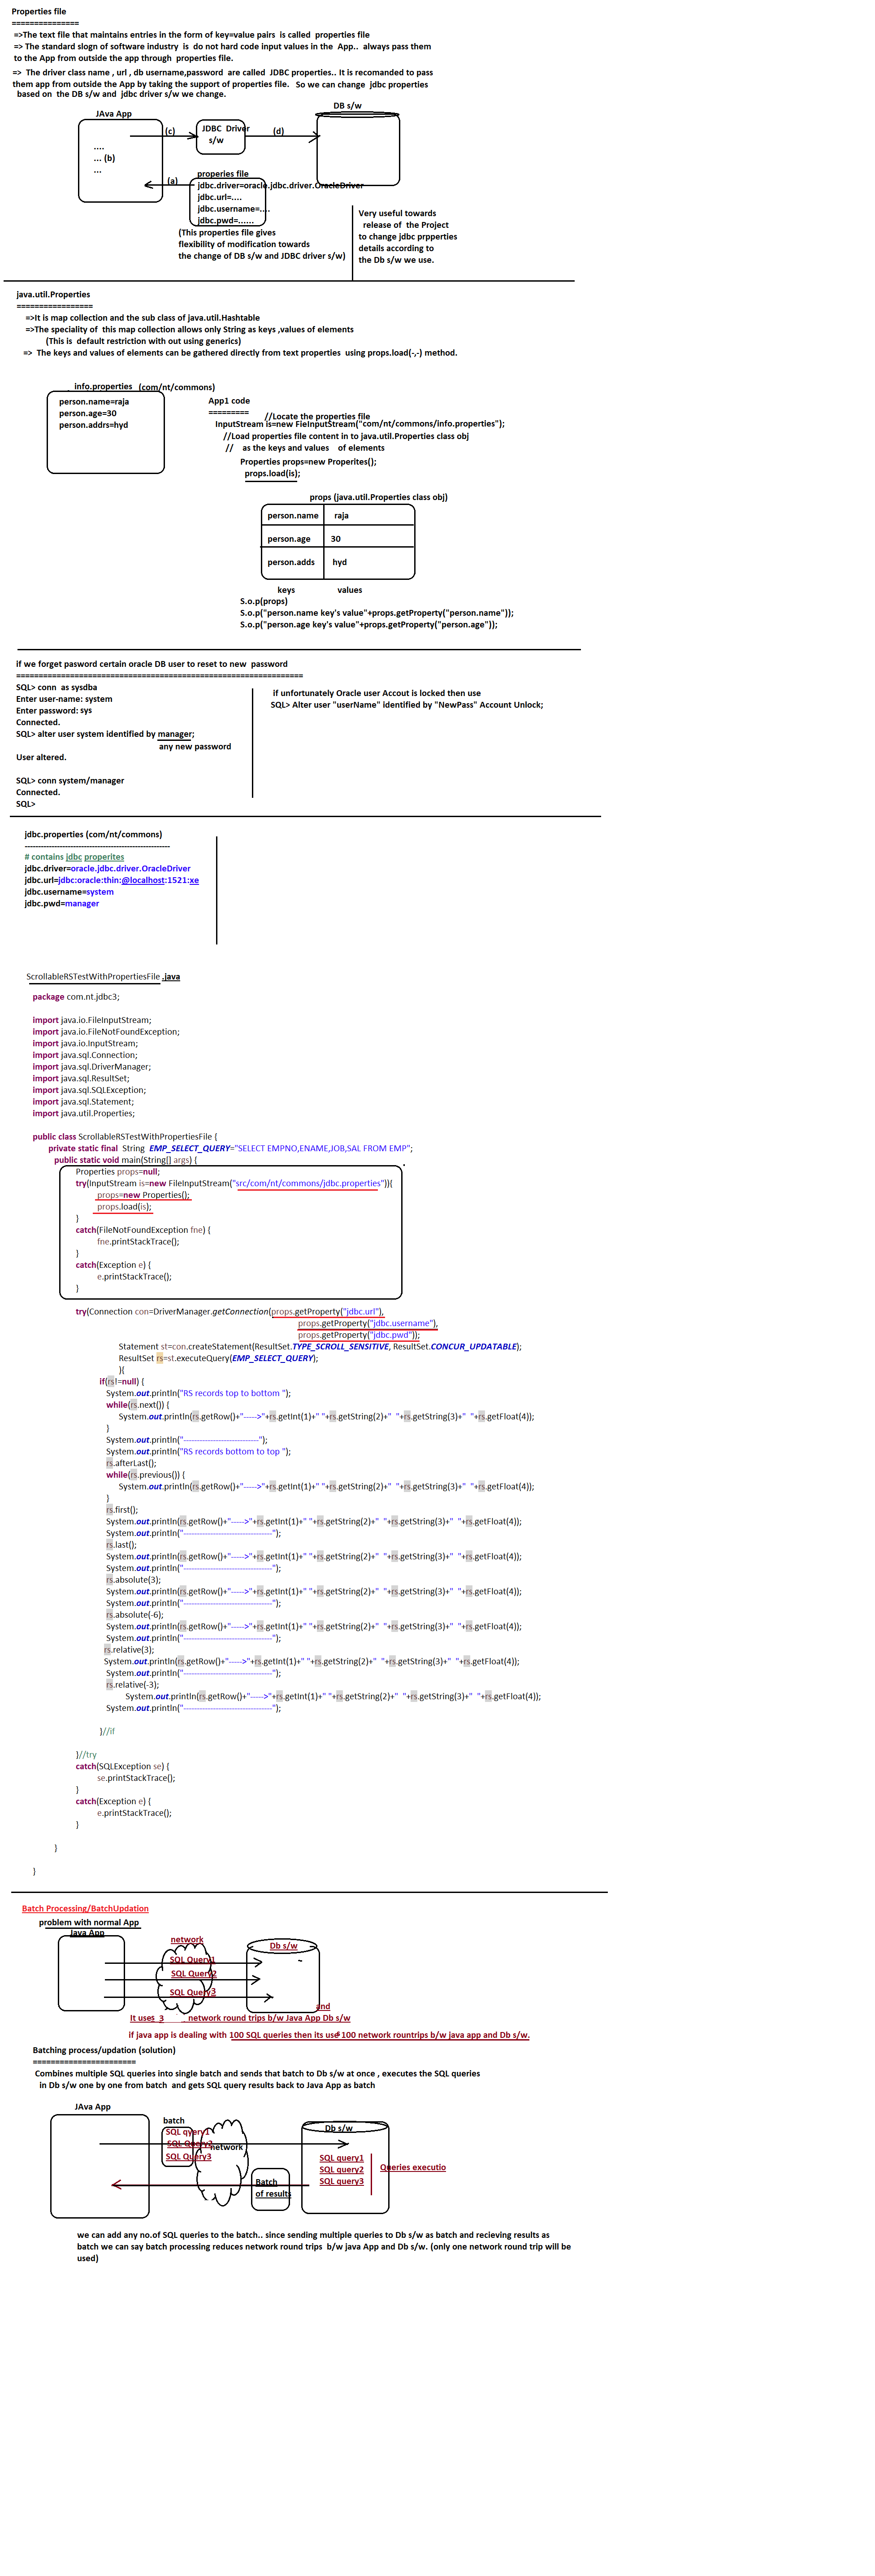 Properties file
===============
=>The text file that maintains entries in the form of key=value pairs  is called  properties file
=> The standard slogn of software industry  is  do not hard code input values in the  App..  always pass them
to the App from outside the app through  properties file.
=>  The driver class name , url , db username,password  are called  JDBC properties.. It is recomanded to pass
them app from outside the App by taking the support of properties file.   So we can change  jdbc properties
based on  the DB s/w and  jdbc driver s/w we change.
DB s/w
JAva App
(c)
JDBC  Driver
s/w
(d)
....
... (b)
...
(a)
properies file
jdbc.driver=oracle.jdbc.driver.OracleDriver
jdbc.url=....
jdbc.username=....
jdbc.pwd=......
(This properties file gives
flexibility of modification towards
the change of DB s/w and JDBC driver s/w)
Very useful towards
release of  the Project
to change jdbc prpperties
details according to
the Db s/w we use.
java.util.Properties
=================
=>It is map collection and the sub class of java.util.Hashtable
=>The speciality of  this map collection allows only String as keys ,values of elements
(This is  default restriction with out using generics)
=>  The keys and values of elements can be gathered directly from text properties  using props.load(-,-) method.
info.properties   (com/nt/commons)
person.name=raja
person.age=30
person.addrs=hyd
App1 code
=========
//Locate the properties file
InputStream is=new FieInputStream("com/nt/commons/info.properties");
//Load properties file content in to java.util.Properties class obj
//    as the keys and values    of elements
Properties props=new Properites();
props.load(is);
props (java.util.Properties class obj)
person.name raja
person.age 30
person.adds hyd
keys values
S.o.p(props)
S.o.p("person.name key's value"+props.getProperty("person.name"));
S.o.p("person.age key's value"+props.getProperty("person.age"));
if we forget pasword certain oracle DB user to reset to new  password
================================================================
SQL> conn  as sysdba
Enter user-name: system
Enter password: sys
Connected.
SQL> alter user system identified by manager;
any new password
User altered.
SQL> conn system/manager
Connected.
SQL>
if unfortunately Oracle user Accout is locked then use
SQL> Alter user "userName" identified by "NewPass" Account Unlock;
jdbc.properties (com/nt/commons)
------------------------------------------------------
# contains jdbc properites
jdbc.driver=oracle.jdbc.driver.OracleDriver
jdbc.url=jdbc:oracle:thin:@localhost:1521:xe
jdbc.username=system
jdbc.pwd=manager
ScrollableRSTestWithPropertiesFile.java
package com.nt.jdbc3;
import java.io.FileInputStream;
import java.io.FileNotFoundException;
import java.io.InputStream;
import java.sql.Connection;
import java.sql.DriverManager;
import java.sql.ResultSet;
import java.sql.SQLException;
import java.sql.Statement;
import java.util.Properties;
public class ScrollableRSTestWithPropertiesFile {
private static final  String  EMP_SELECT_QUERY="SELECT EMPNO,ENAME,JOB,SAL FROM EMP";
public static void main(String[] args) {
Properties props=null;
try(InputStream is=new FileInputStream("src/com/nt/commons/jdbc.properties")){
props=new Properties();
props.load(is);
}
catch(FileNotFoundException fne) {
fne.printStackTrace();
}
catch(Exception e) {
e.printStackTrace();
}
try(Connection con=DriverManager.getConnection(props.getProperty("jdbc.url"),
props.getProperty("jdbc.username"),
props.getProperty("jdbc.pwd"));
Statement st=con.createStatement(ResultSet.TYPE_SCROLL_SENSITIVE, ResultSet.CONCUR_UPDATABLE);
ResultSet rs=st.executeQuery(EMP_SELECT_QUERY);
){
if(rs!=null) {
System.out.println("RS records top to bottom ");
while(rs.next()) {
System.out.println(rs.getRow()+"----->"+rs.getInt(1)+" "+rs.getString(2)+"  "+rs.getString(3)+"  "+rs.getFloat(4));
}
System.out.println("----------------------------");
System.out.println("RS records bottom to top ");
rs.afterLast();
while(rs.previous()) {
System.out.println(rs.getRow()+"----->"+rs.getInt(1)+" "+rs.getString(2)+"  "+rs.getString(3)+"  "+rs.getFloat(4));
}
rs.first();
System.out.println(rs.getRow()+"----->"+rs.getInt(1)+" "+rs.getString(2)+"  "+rs.getString(3)+"  "+rs.getFloat(4));
System.out.println("---------------------------------");
rs.last();
System.out.println(rs.getRow()+"----->"+rs.getInt(1)+" "+rs.getString(2)+"  "+rs.getString(3)+"  "+rs.getFloat(4));
System.out.println("---------------------------------");
rs.absolute(3);
System.out.println(rs.getRow()+"----->"+rs.getInt(1)+" "+rs.getString(2)+"  "+rs.getString(3)+"  "+rs.getFloat(4));
System.out.println("---------------------------------");
rs.absolute(-6);
System.out.println(rs.getRow()+"----->"+rs.getInt(1)+" "+rs.getString(2)+"  "+rs.getString(3)+"  "+rs.getFloat(4));
System.out.println("---------------------------------");
rs.relative(3);
System.out.println(rs.getRow()+"----->"+rs.getInt(1)+" "+rs.getString(2)+"  "+rs.getString(3)+"  "+rs.getFloat(4));
System.out.println("---------------------------------");
rs.relative(-3);
System.out.println(rs.getRow()+"----->"+rs.getInt(1)+" "+rs.getString(2)+"  "+rs.getString(3)+"  "+rs.getFloat(4));
System.out.println("---------------------------------");
}//if
}//try
catch(SQLException se) {
se.printStackTrace();
}
catch(Exception e) {
e.printStackTrace();
}
}
}
Batch Processing/BatchUpdation
problem with normal App
Java App
network
Db s/w
SQL Query1
SQL Query2
SQL Query3
and
It uses  3 network round trips b/w Java App Db s/w
if java app is dealing with 100 SQL queries then its use 100 network rountrips b/w java app and Db s/w.
Batching process/updation (solution)
=======================
Combines multiple SQL queries into single batch and sends that batch to Db s/w at once , executes the SQL queries
in Db s/w one by one from batch  and gets SQL query results back to Java App as batch
JAva App
batch
SQL qyery1
SQL Query2
SQL Query3
network
Db s/w
SQL query1
SQL query2
SQL query3
Queries executio
Batch
of results
we can add any no.of SQL queries to the batch.. since sending multiple queries to Db s/w as batch and recieving results as
batch we can say batch processing reduces network round trips  b/w java App and Db s/w. (only one network round trip will be
used)